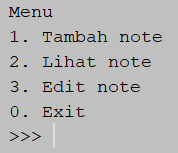 Menu
1. Tambah note
2. Lihat note
3. Edit note
0. Exit
>>>